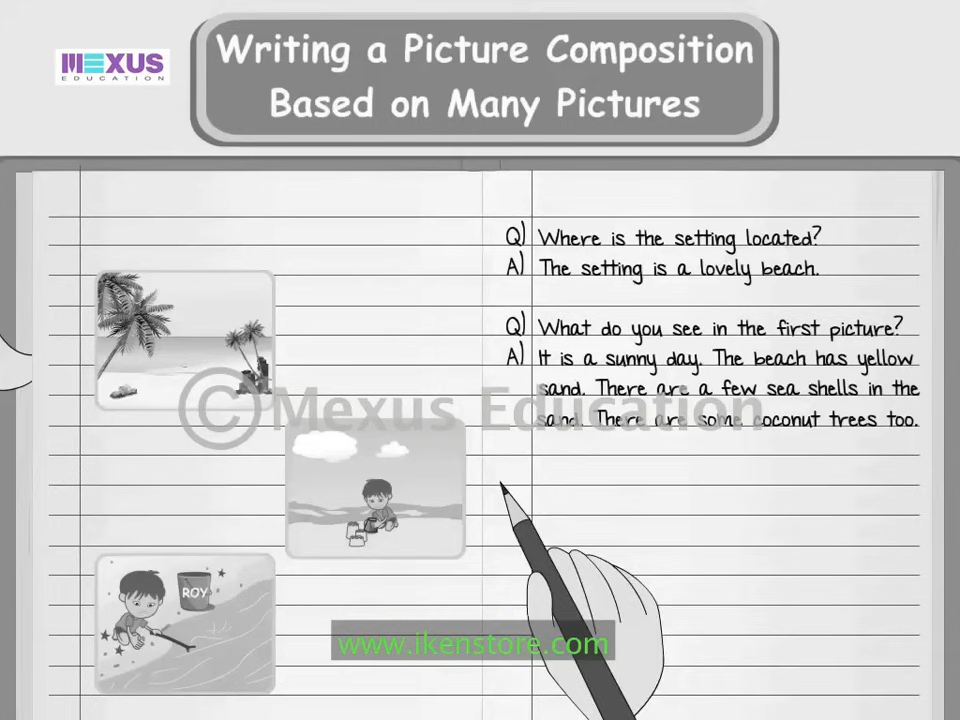 MEXUS
EDUCATION
Writing a Picture Composition
Based on Many Pictures
Q) Where is the setting located?
A) The setting is a lovely beach.
Q) What do you see in the first picture?
A) It is a sunny day. The beach has yellow
sand. There are a few sea shells in the
sand. There are some coconut trees too.
© Mexus Education
ROY
www.ikenstore.com